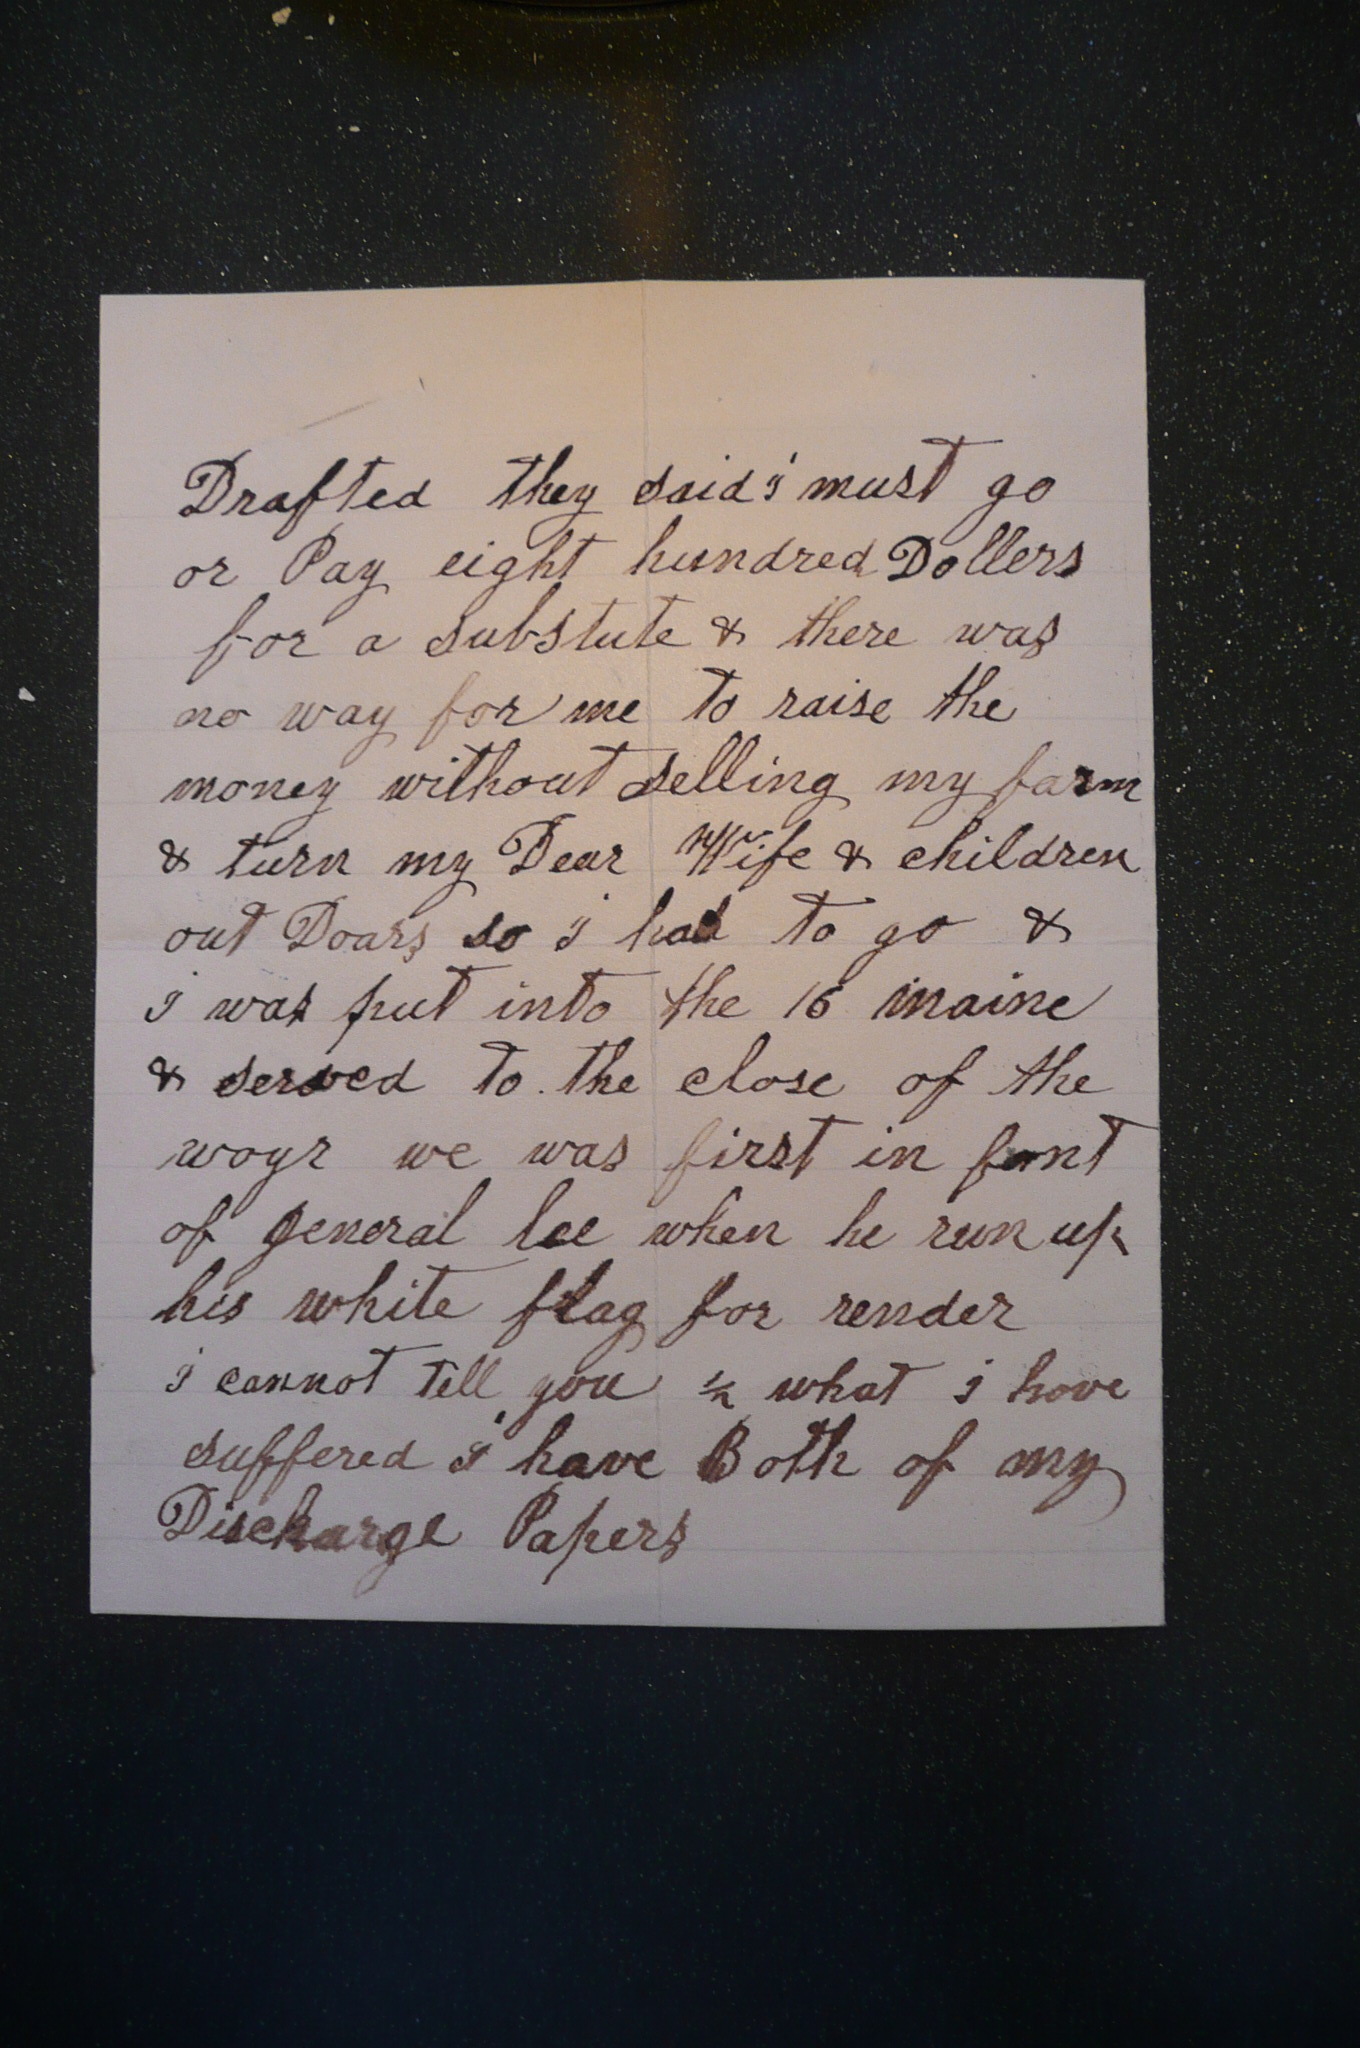 Drafted they said i must go
or Pay eight hundred Dollers
for a substute & there was
no way for me to raise the
money without selling my farm
& turn my Dear Wife & children
out Doars so i had to go &
i was put into the 16 maine
& served to the close of the
wayr we was first in font
of general lee when he run up
his white flag for render
i cannot tell you ½ what i have
suffered i have Both of my
Discharge Papers